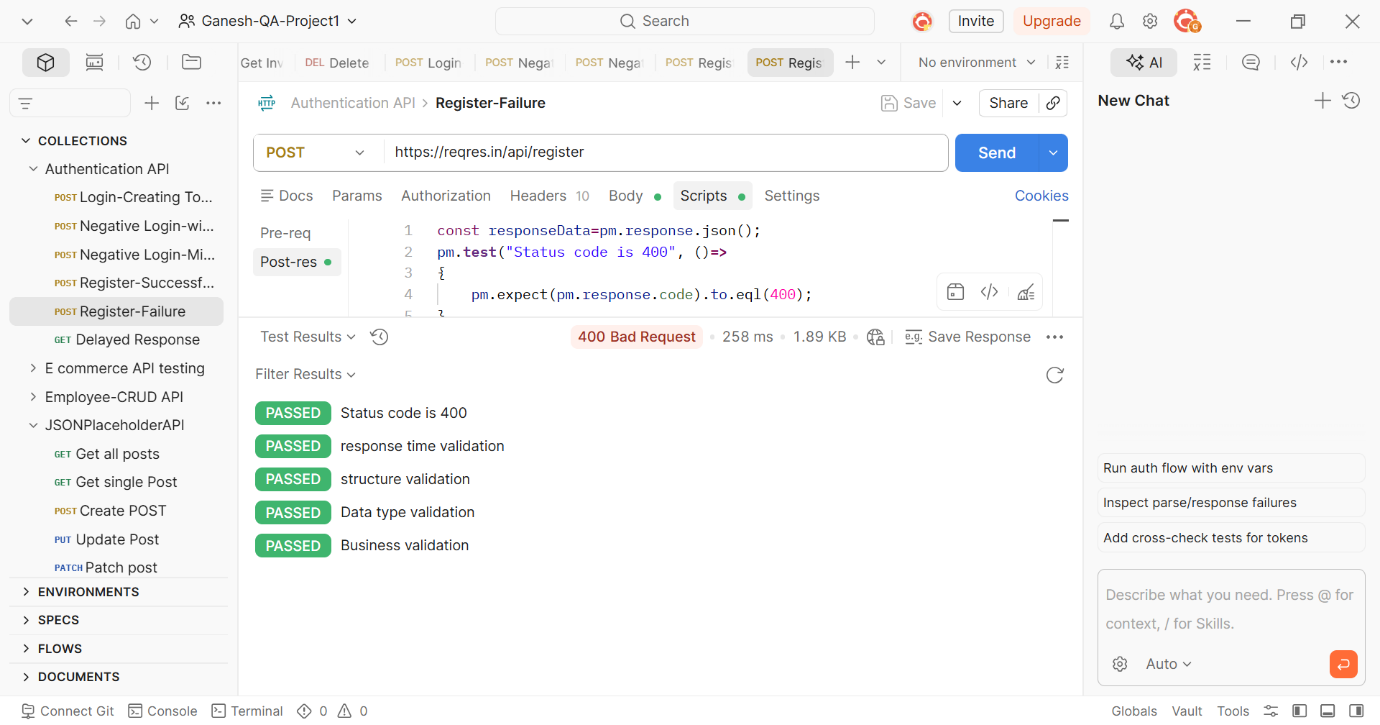 Ganesh-QA-Project1
Search
Invite
Upgrade
G
Get Inv
DEL Delete
POST Login
POST Negat
POST Negat
POST Regis
POST Regis
No environment
AI
HTTP
Authentication API > Register-Failure
Save
Share
New Chat
COLLECTIONS
Authentication API
POST Login-Creating To...
POST Negative Login-wi...
POST Negative Login-Mi...
POST Register-Successf...
POST Register-Failure
GET Delayed Response
E commerce API testing
Employee-CRUD API
JSONPlaceholderAPI
GET Get all posts
GET Get single Post
POST Create POST
PUT Update Post
PATCH Patch post
ENVIRONMENTS
SPECS
FLOWS
DOCUMENTS
POST
https://reqres.in/api/register
Send
Docs
Params
Authorization
Headers 10
Body
Scripts
Settings
Cookies
Pre-req
Post-res
1 const responseData=pm.response.json();
2 pm.test("Status code is 400", ()=>
3 {
4 pm.expect(pm.response.code).to.eql(400);
5 }
Test Results
400 Bad Request
258 ms
1.89 KB
e.g. Save Response
Filter Results
PASSED Status code is 400
PASSED response time validation
PASSED structure validation
PASSED Data type validation
PASSED Business validation
Run auth flow with env vars
Inspect parse/response failures
Add cross-check tests for tokens
Describe what you need. Press @ for
context, / for Skills.
Auto
Connect Git
Console
Terminal
0
0
Globals
Vault
Tools